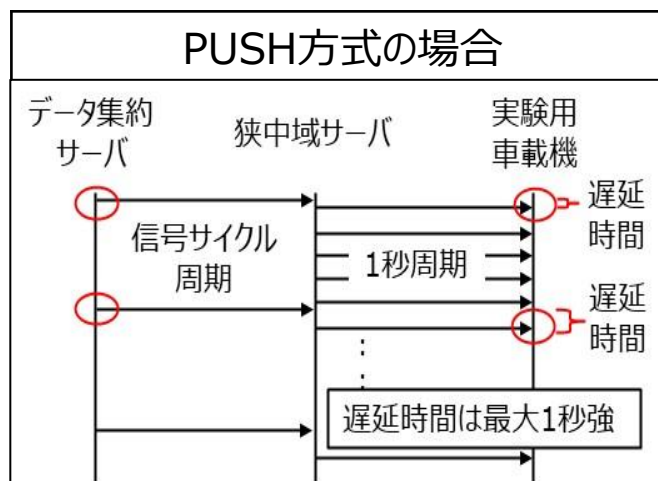 PUSH方式の場合
データ集約
サーバ
狭中域サーバ
実験用
車載機
遅延
時間
信号サイクル
周期
1秒周期
遅延
時間
遅延時間は最大1秒強